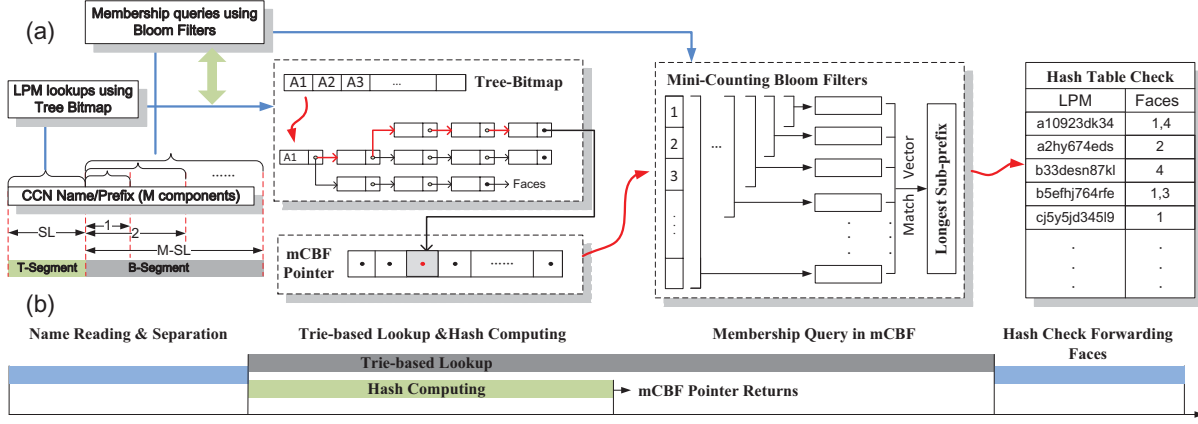 (a)
Membership queries using
Bloom Filters
LPM lookups using
Tree Bitmap
CCN Name/Prefix (M components)
......
SL
1
2
M-SL
T-Segment
B-Segment
A1 A2 A3 ...
Tree-Bitmap
A1
Faces
mCBF
Pointer
......
Mini-Counting Bloom Filters
1
2
3
.
.
.
1
...
Match Vector
Longest Sub-prefix
Hash Table Check
LPM Faces
a10923dk34 1,4
a2hy674eds 2
b33desn87kl 4
b5efhj764rfe 1,3
cj5y5jd345l9 1
. .
. .
. .
(b)
Name Reading & Separation
Trie-based Lookup &Hash Computing
Membership Query in mCBF
Hash Check Forwarding
Faces
Trie-based Lookup
Hash Computing
mCBF Pointer Returns